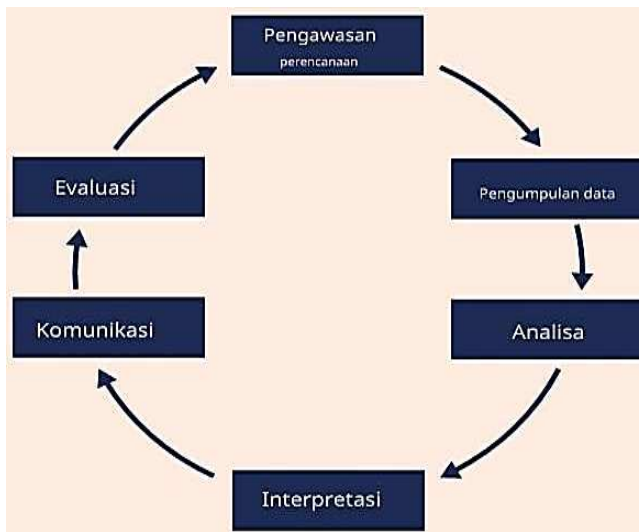 Pengawasan
perencanaan
Pengumpulan data
Analisa
Interpretasi
Komunikasi
Evaluasi